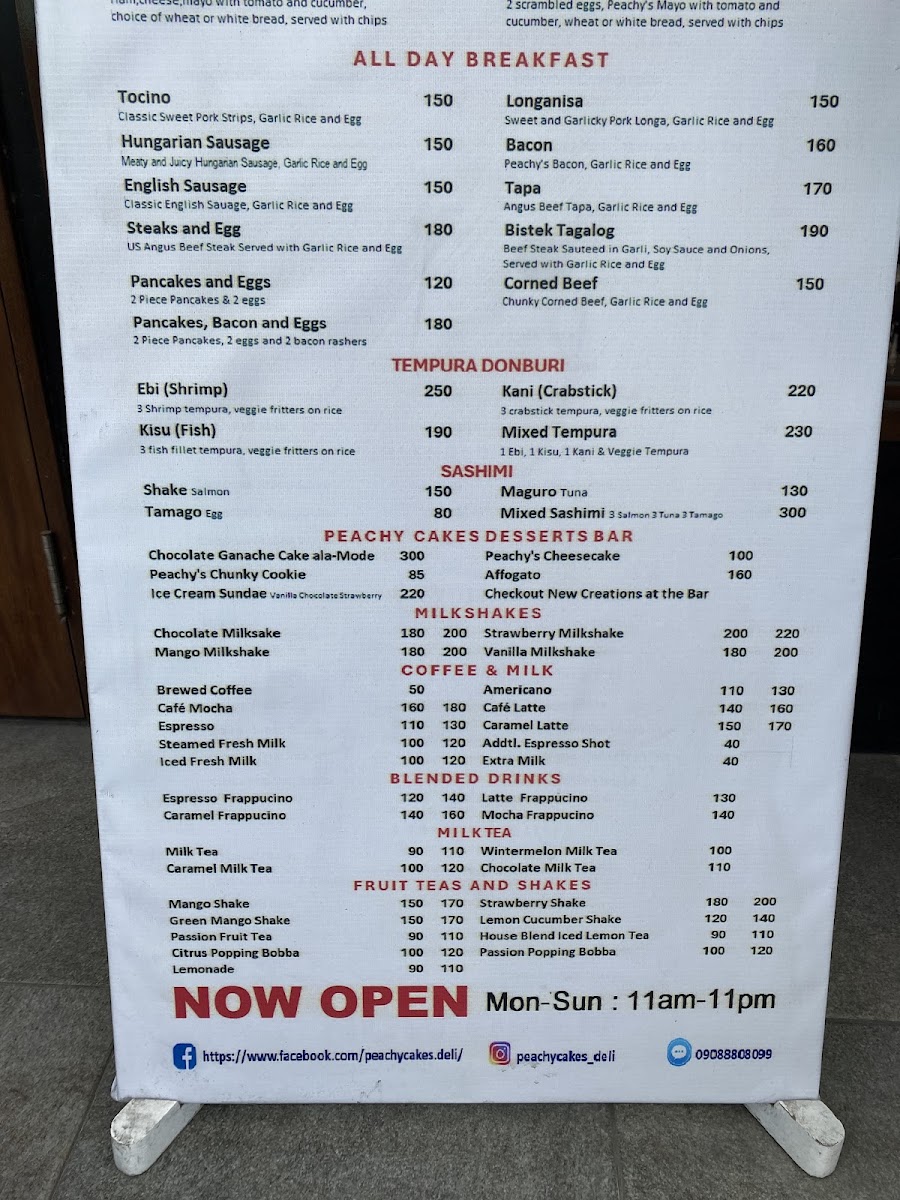 ham,cheese,mayo with tomato and cucumber,
choice of wheat or white bread, served with chips
2 scrambled eggs, Peachy's Mayo with tomato and
cucumber, wheat or white bread, served with chips
ALL DAY BREAKFAST
Tocino 150
Classic Sweet Pork Strips, Garlic Rice and Egg
Longanisa 150
Sweet and Garlicky Pork Longa, Garlic Rice and Egg
Hungarian Sausage 150
Meaty and Juicy Hungarian Sausage, Garlic Rice and Egg
Bacon 160
Peachy's Bacon, Garlic Rice and Egg
English Sausage 150
Classic English Sauage, Garlic Rice and Egg
Tapa 170
Angus Beef Tapa, Garlic Rice and Egg
Steaks and Egg 180
US Angus Beef Steak Served with Garlic Rice and Egg
Bistek Tagalog 190
Beef Steak Sauteed in Garli, Soy Sauce and Onions,
Served with Garlic Rice and Egg
Pancakes and Eggs 120
2 Piece Pancakes & 2 eggs
Corned Beef 150
Chunky Corned Beef, Garlic Rice and Egg
Pancakes, Bacon and Eggs 180
2 Piece Pancakes, 2 eggs and 2 bacon rashers
TEMPURA DONBURI
Ebi (Shrimp) 250
3 Shrimp tempura, veggie fritters on rice
Kani (Crabstick) 220
3 crabstick tempura, veggie fritters on rice
Kisu (Fish) 190
3 fish fillet tempura, veggie fritters on rice
Mixed Tempura 230
1 Ebi, 1 Kisu, 1 Kani & Veggie Tempura
SASHIMI
Shake Salmon 150
Maguro Tuna 130
Tamago Egg 80
Mixed Sashimi 3 Salmon 3 Tuna 3 Tamago 300
PEACHY CAKES DESSERTS BAR
Chocolate Ganache Cake ala-Mode 300
Peachy's Cheesecake 100
Peachy's Chunky Cookie 85
Affogato 160
Ice Cream Sundae Vanilla Chocolate Strawberry 220
Checkout New Creations at the Bar
MILKSHAKES
Chocolate Milksake 180 200
Strawberry Milkshake 200 220
Mango Milkshake 180 200
Vanilla Milkshake 180 200
COFFEE & MILK
Brewed Coffee 50
Americano 110 130
Café Mocha 160 180
Café Latte 140 160
Espresso 110 130
Caramel Latte 150 170
Steamed Fresh Milk 100 120
Addtl. Espresso Shot 40
Iced Fresh Milk 100 120
Extra Milk 40
BLENDED DRINKS
Espresso Frappucino 120 140
Latte Frappucino 130
Caramel Frappucino 140 160
Mocha Frappucino 140
MILK TEA
Milk Tea 90 110
Wintermelon Milk Tea 100
Caramel Milk Tea 100 120
Chocolate Milk Tea 110
FRUIT TEAS AND SHAKES
Mango Shake 150 170
Strawberry Shake 180 200
Green Mango Shake 150 170
Lemon Cucumber Shake 120 140
Passion Fruit Tea 90 110
House Blend Iced Lemon Tea 90 110
Citrus Popping Bobba 100 120
Passion Popping Bobba 100 120
Lemonade 90 110
NOW OPEN Mon-Sun : 11am-11pm
https://www.facebook.com/peachycakes.deli/
peachycakes_deli
09088808099